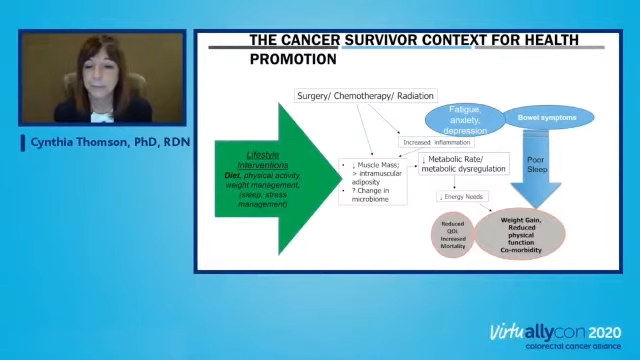 THE CANCER SURVIVOR CONTEXT FOR HEALTH
PROMOTION
Surgery/ Chemotherapy/ Radiation
Fatigue,
anxiety,
depression
Bowel symptoms
Increased inflammation
Lifestyle
Interventions
Diet, physical activity,
weight management,
(sleep, stress
management)
• ↓ Muscle Mass;
> intramuscular
adiposity
• ? Change in
microbiome
↓ Metabolic Rate/
metabolic dysregulation
Poor
Sleep
↓ Energy Needs
Reduced
QOL
Increased
Mortality
Weight Gain,
Reduced
physical
function
Co-morbidity
Cynthia Thomson, PhD, RDN
Virtuallycon 2020
colorectal cancer alliance